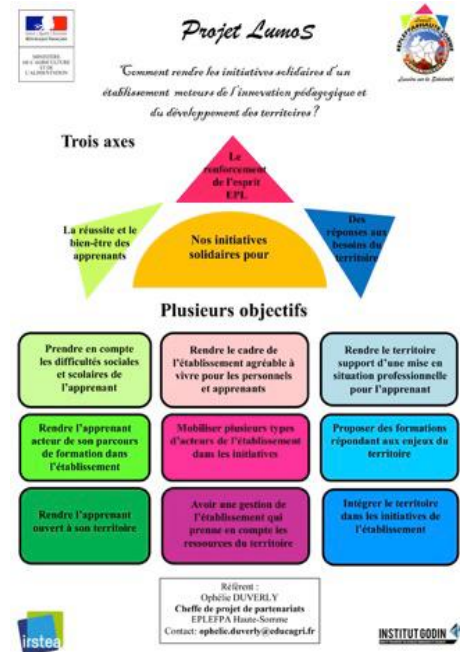 Projet LumoS
MINISTÈRE
DE L'AGRICULTURE
ET DE
L'ALIMENTATION
Comment rendre les initiatives solidaires d'un
établissement moteurs de l'innovation pédagogique et
du développement des territoires ?
Trois axes
Le
renforcement
de l'esprit
EPL
La réussite et le
bien-être des
apprenants
Nos initiatives
solidaires pour
Des
réponses aux
besoins du
territoire
Plusieurs objectifs
Prendre en compte
les difficultés sociales
et scolaires de
l'apprenant
Rendre le cadre de
l'établissement agréable à
vivre pour les personnels
et apprenants
Rendre le territoire
support d'une mise en
situation professionnelle
pour l'apprenant
Rendre l'apprenant
acteur de son parcours
de formation dans
l'établissement
Mobiliser plusieurs types
d'acteurs de l'établissement
dans les initiatives
Proposer des formations
répondant aux enjeux du
territoire
Rendre l'apprenant
ouvert à son territoire
Avoir une gestion de
l'établissement qui
prenne en compte les
ressources du territoire
Intégrer le territoire
dans les initiatives de
l'établissement
Référent :
Ophélie DUVERLY
Cheffe de projet de partenariats
EPLEFPA Haute-Somme
Contact: ophelie.duverly@educagri.fr
irstea
INSTITUT GODIN